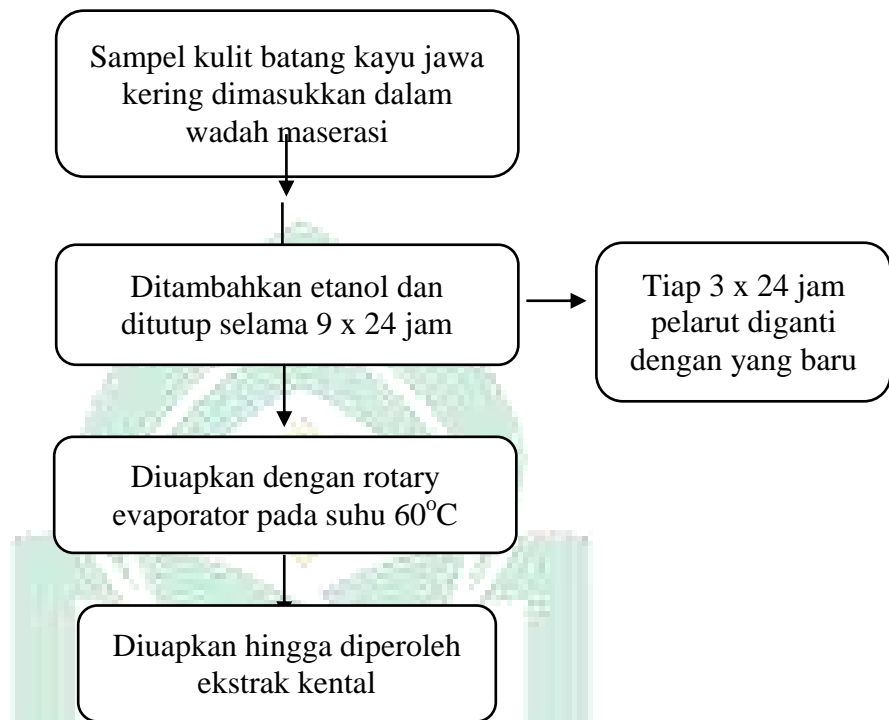 Sampel kulit batang kayu jawa
kering dimasukkan dalam
wadah maserasi
Ditambahkan etanol dan
ditutup selama 9 x 24 jam
Tiap 3 x 24 jam
pelarut diganti
dengan yang baru
Diuapkan dengan rotary
evaporator pada suhu 60°C
Diuapkan hingga diperoleh
ekstrak kental